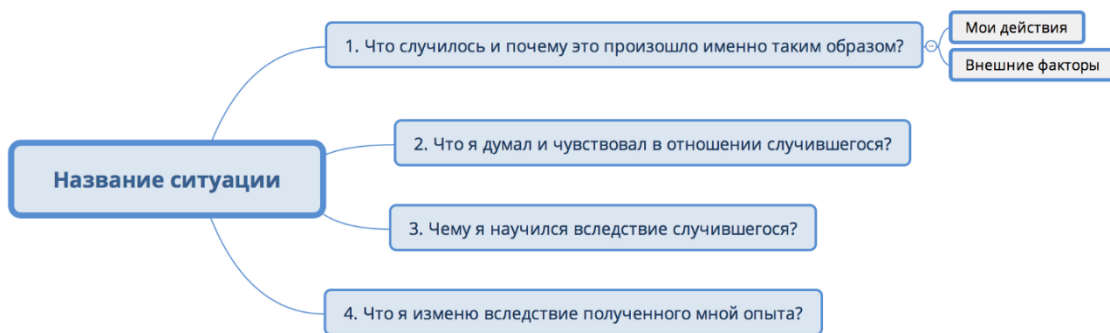 1. Что случилось и почему это произошло именно таким образом?
Мои действия
Внешние факторы
2. Что я думал и чувствовал в отношении случившегося?
Название ситуации
3. Чему я научился вследствие случившегося?
4. Что я изменю вследствие полученного мной опыта?